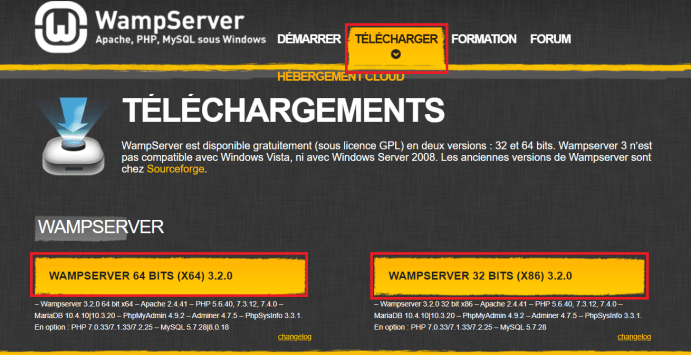 WampServer
Apache, PHP, MySQL sous Windows
DÉMARRER TÉLÉCHARGER FORMATION FORUM
HÉBERGEMENT CLOUD
TÉLÉCHARGEMENTS
WampServer est disponible gratuitement (sous licence GPL) en deux versions : 32 et 64 bits. Wampserver 3 n'est
pas compatible avec Windows Vista, ni avec Windows Server 2008. Les anciennes versions de Wampserver sont
chez Sourceforge.
WAMPSERVER
WAMPSERVER 64 BITS (X64) 3.2.0
– Wampserver 3.2.0 64 bit x64 – Apache 2.4.41 – PHP 5.6.40, 7.3.12, 7.4.0 –
MariaDB 10.4.10|10.3.20 – PhpMyAdmin 4.9.2 – Adminer 4.7.5 – PhpSysInfo 3.3.1.
En option : PHP 7.0.33/7.1.33/7.2.25 – MySQL 5.7.28|8.0.18
changelog
WAMPSERVER 32 BITS (X86) 3.2.0
– Wampserver 3.2.0 32 bit x86 – Apache 2.4.41 – PHP 5.6.40, 7.3.12, 7.4.0 –
MariaDB 10.4.10|10.3.20 – PhpMyAdmin 4.9.2 – Adminer 4.7.5 – PhpSysInfo 3.3.1.
En option : PHP 7.0.33/7.1.33/7.2.25 – MySQL 5.7.28
changelog